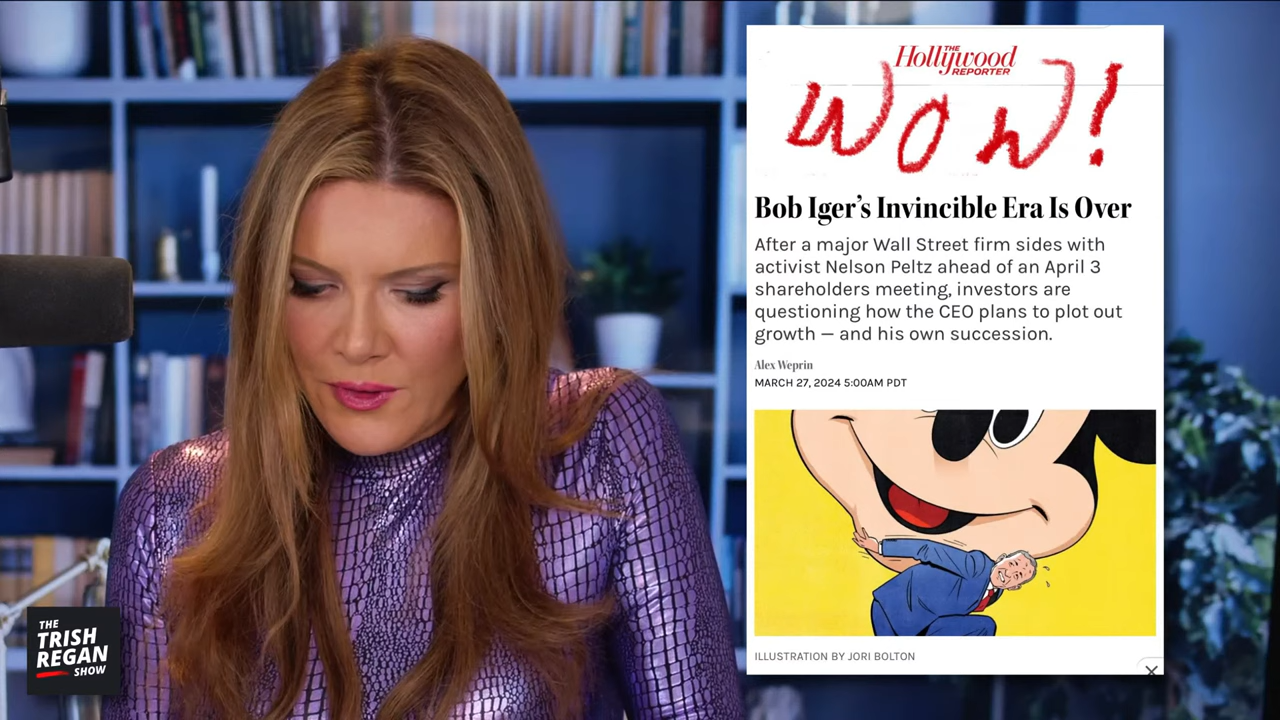 THE
Hollywood
REPORTER
WOW!
Bob Iger's Invincible Era Is Over
After a major Wall Street firm sides with
activist Nelson Peltz ahead of an April 3
shareholders meeting, investors are
questioning how the CEO plans to plot out
growth — and his own succession.
Alex Weprin
MARCH 27, 2024 5:00AM PDT
ILLUSTRATION BY JORI BOLTON
THE
TRISH
REGAN
SHOW